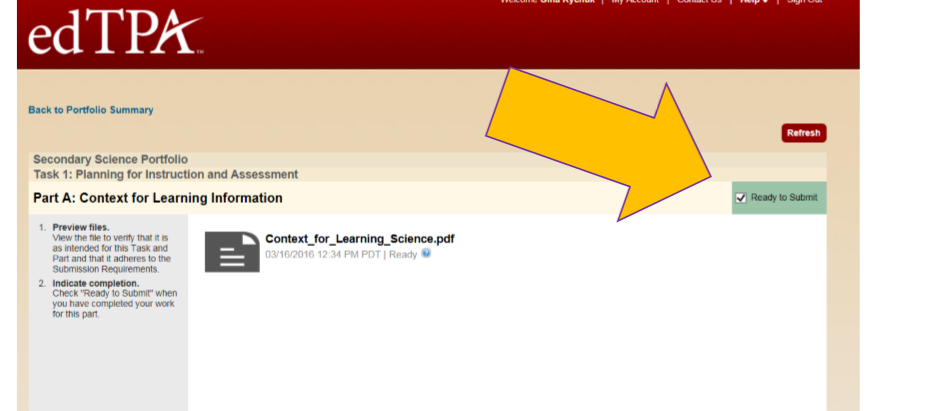 Welcome Gina Rychuk | My Account | Contact Us | Help | Sign Out
edTPA™
Back to Portfolio Summary
Refresh
Secondary Science Portfolio
Task 1: Planning for Instruction and Assessment
Part A: Context for Learning Information
Ready to Submit
1. Preview files.
View the file to verify that it is
as intended for this Task and
Part and that it adheres to the
Submission Requirements.
2. Indicate completion.
Check "Ready to Submit" when
you have completed your work
for this part.
Context_for_Learning_Science.pdf
03/16/2016 12:34 PM PDT | Ready